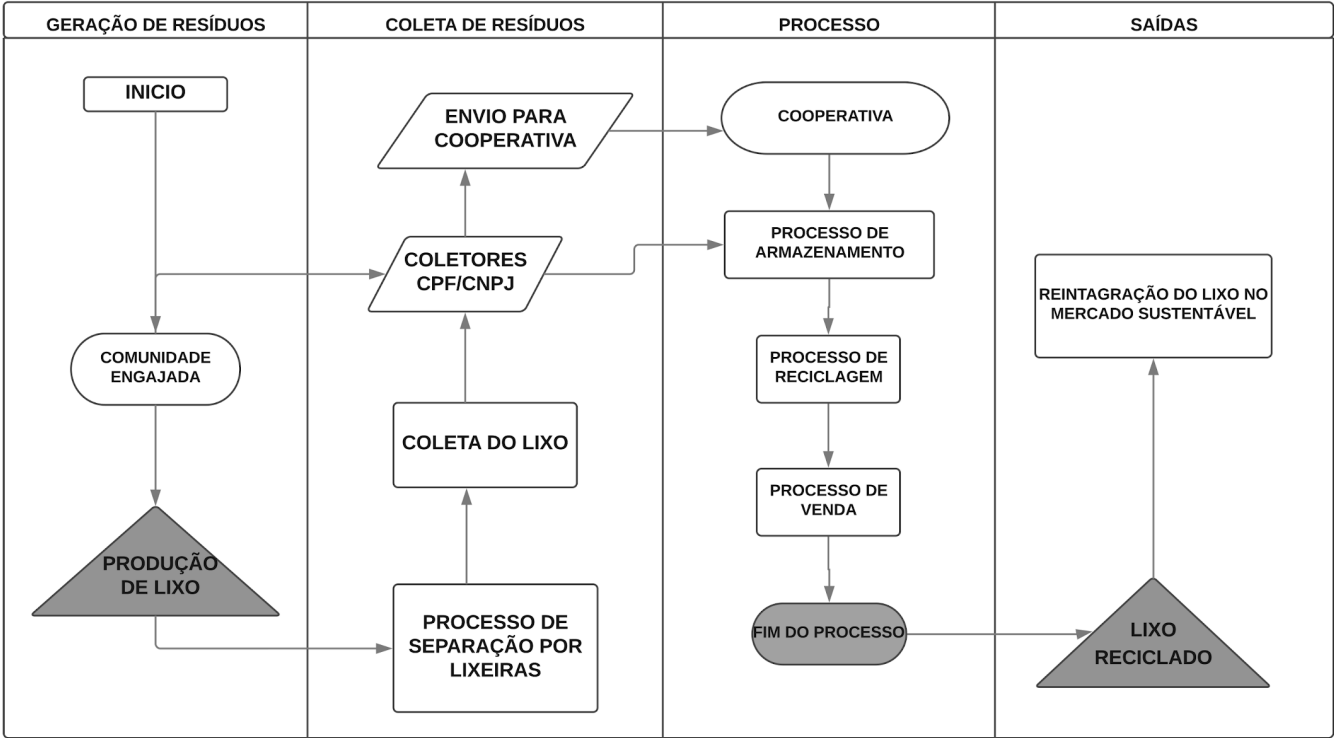 GERAÇÃO DE RESÍDUOS
COLETA DE RESÍDUOS
PROCESSO
SAÍDAS
INICIO
COMUNIDADE
ENGAJADA
PRODUÇÃO
DE LIXO
ENVIO PARA
COOPERATIVA
COLETORES
CPF/CNPJ
COLETA DO LIXO
PROCESSO DE
SEPARAÇÃO POR
LIXEIRAS
COOPERATIVA
PROCESSO DE
ARMAZENAMENTO
PROCESSO DE
RECICLAGEM
PROCESSO DE
VENDA
FIM DO PROCESSO
REINTAGRAÇÃO DO LIXO NO
MERCADO SUSTENTÁVEL
LIXO
RECICLADO